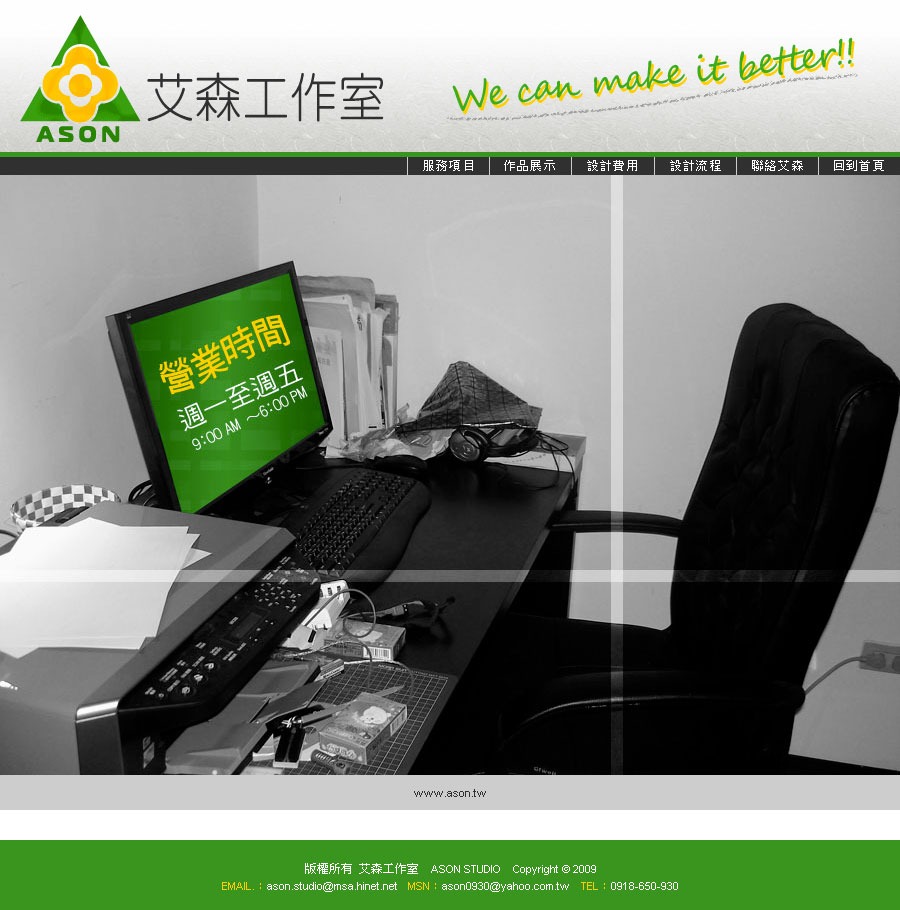 ASON
艾森工作室
We can make it better!!
服務項目 作品展示 設計費用 設計流程 聯絡艾森 回到首頁
營業時間
週一至週五
9:00 AM ～6:00 PM
www.ason.tw
版權所有 艾森工作室 ASON STUDIO Copyright © 2009
EMAIL.：ason.studio@msa.hinet.net MSN：ason0930@yahoo.com.tw TEL：0918-650-930